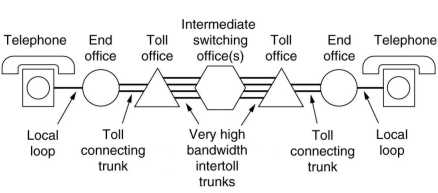 Telephone
End
office
Toll
office
Intermediate
switching
office(s)
Toll
office
End
office
Telephone
Local
loop
Toll
connecting
trunk
Very high
bandwidth
intertoll
trunks
Toll
connecting
trunk
Local
loop